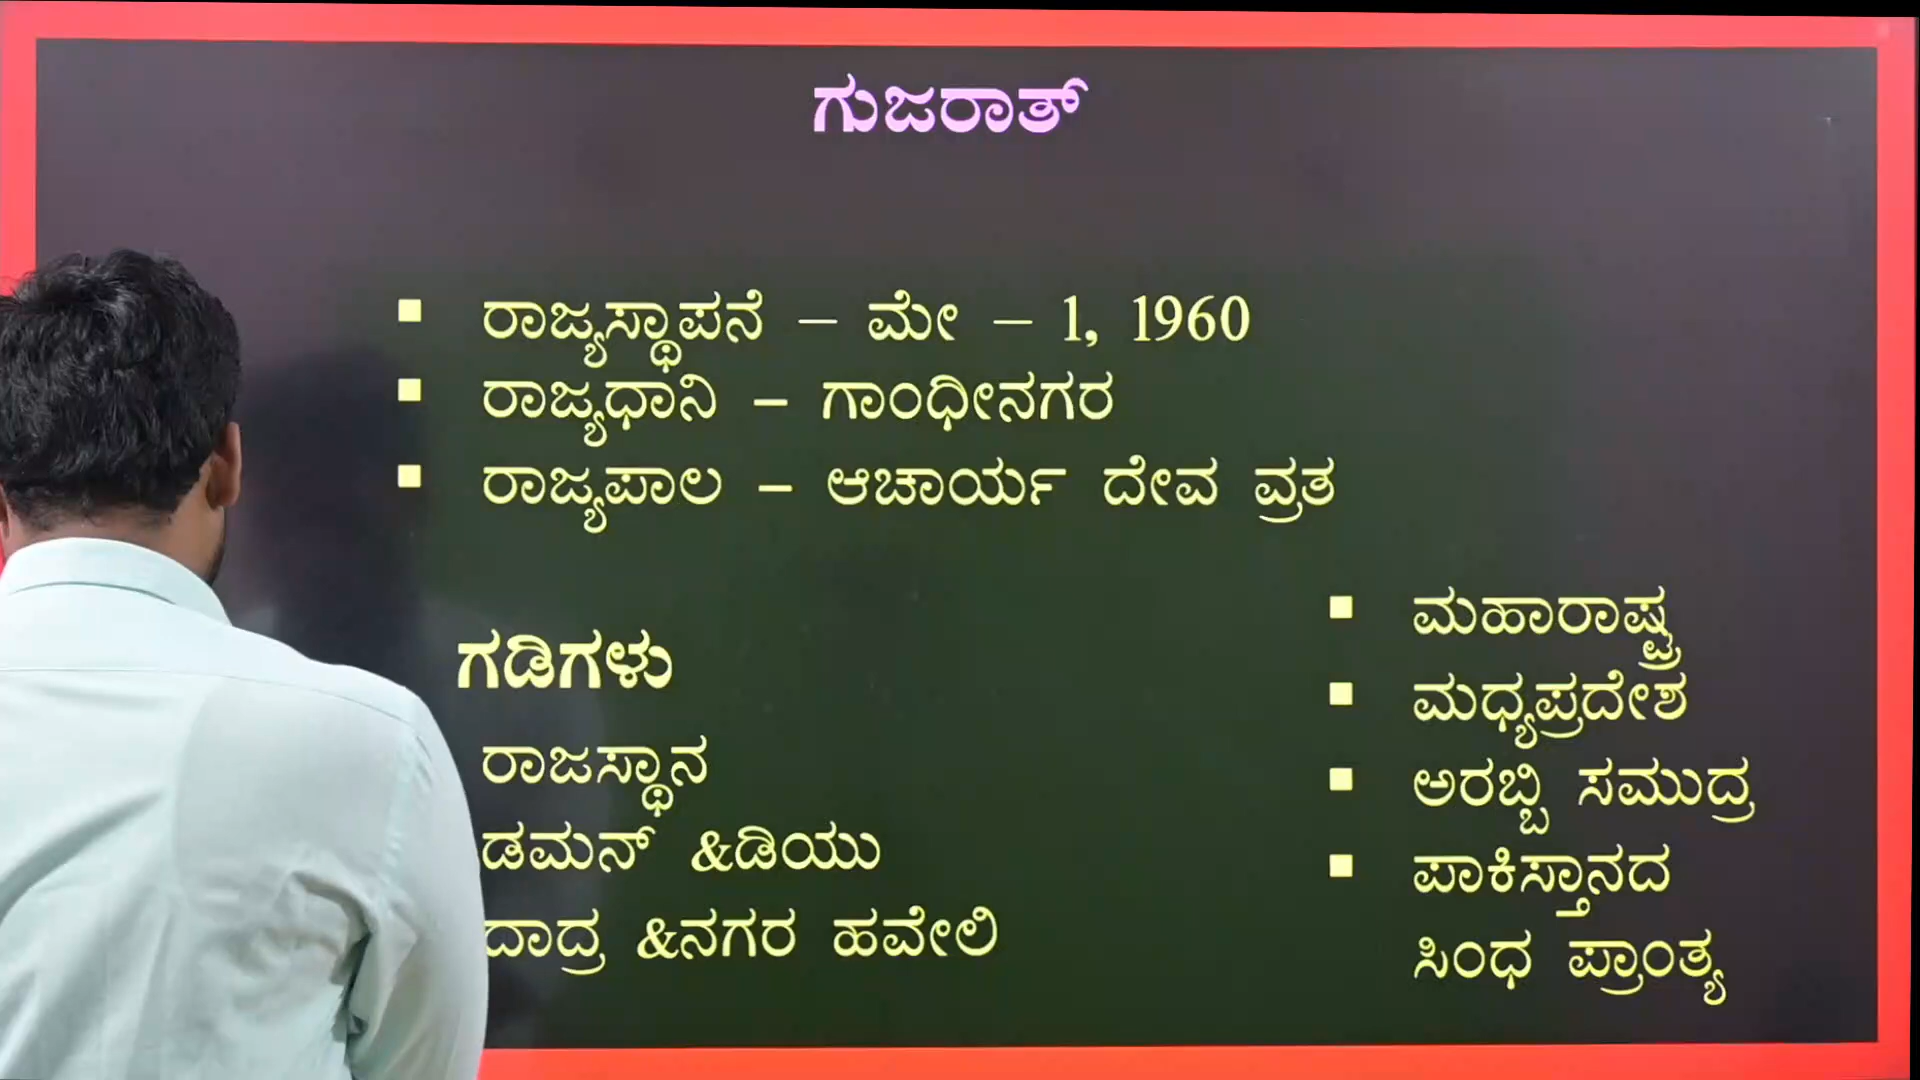 ಗುಜರಾತ್
▪ ರಾಜ್ಯಸ್ಥಾಪನೆ – ಮೇ – 1, 1960
▪ ರಾಜ್ಯಧಾನಿ – ಗಾಂಧೀನಗರ
▪ ರಾಜ್ಯಪಾಲ – ಆಚಾರ್ಯ ದೇವ ವ್ರತ
ಗಡಿಗಳು
ರಾಜಸ್ಥಾನ
ಡಮನ್ &ಡಿಯು
ದಾದ್ರ &ನಗರ ಹವೇಲಿ
▪ ಮಹಾರಾಷ್ಟ್ರ
▪ ಮಧ್ಯಪ್ರದೇಶ
▪ ಅರಬ್ಬಿ ಸಮುದ್ರ
▪ ಪಾಕಿಸ್ತಾನದ
ಸಿಂಧ ಪ್ರಾಂತ್ಯ